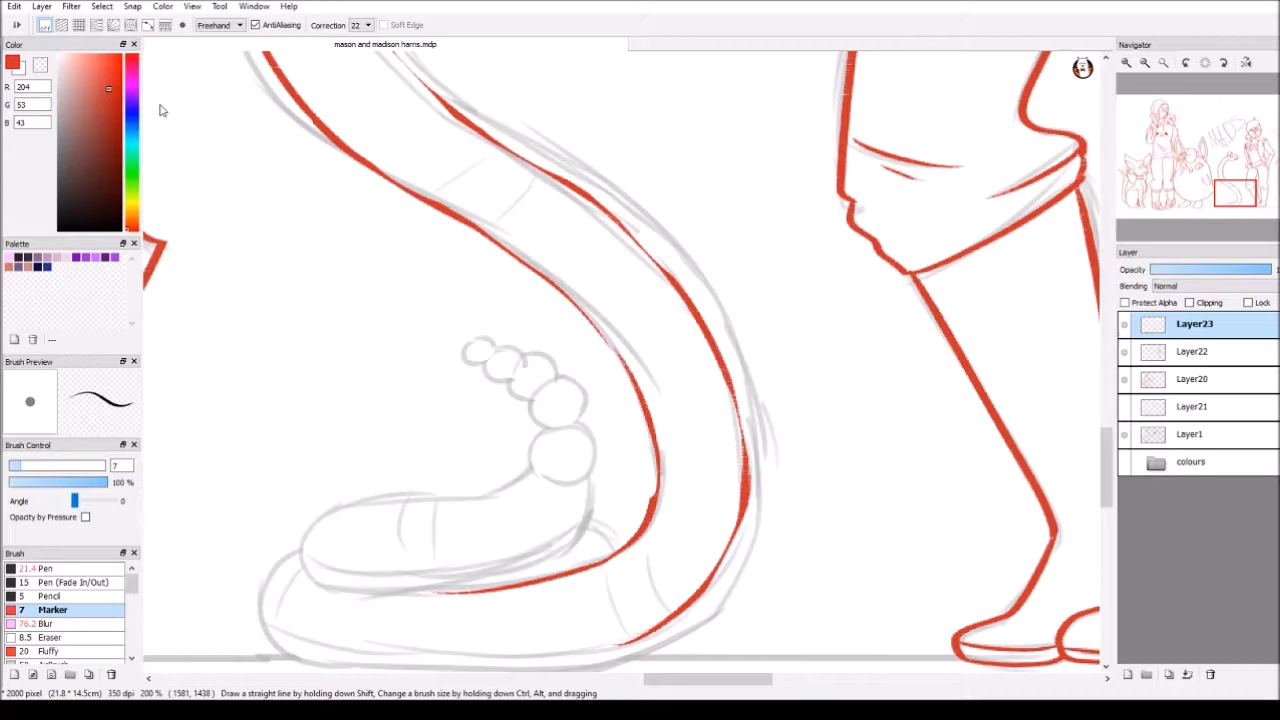 Edit Layer Filter Select Snap Color View Tool Window Help
Freehand AntiAliasing Correction 22 Soft Edge
mason and madison harris.mdp
Color
R 204
G 53
B 43
Palette
---
Brush Preview
Brush Control
7
100 %
Angle 0
Opacity by Pressure
Brush
21.4 Pen
15 Pen (Fade In/Out)
5 Pencil
7 Marker
76.2 Blur
8.5 Eraser
20 Fluffy
Navigator
Layer
Opacity
Blending Normal
Protect Alpha Clipping Lock
Layer23
Layer22
Layer20
Layer21
Layer1
colours
* 2000 pixel (21.8 * 14.5cm) 350 dpi 200 % ( 1581, 1438 ) Draw a straight line by holding down Shift, Change a brush size by holding down Ctrl, Alt, and dragging